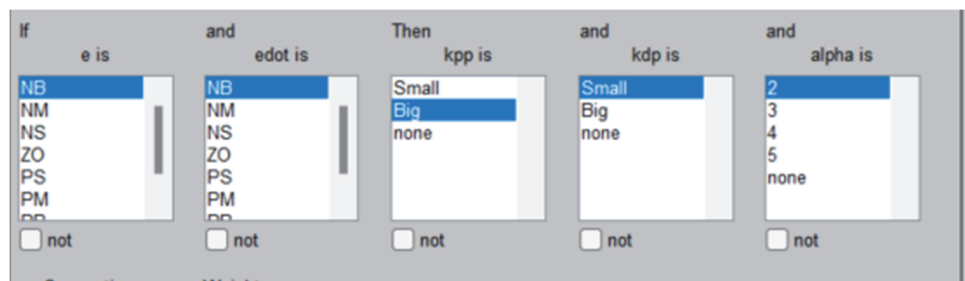 If and Then and and
e is edot is kpp is kdp is alpha is
NB NB Small Small 2
NM NM Big Big 3
NS NS none none 4
ZO ZO 5
PS PS none
PM PM
not not not not not